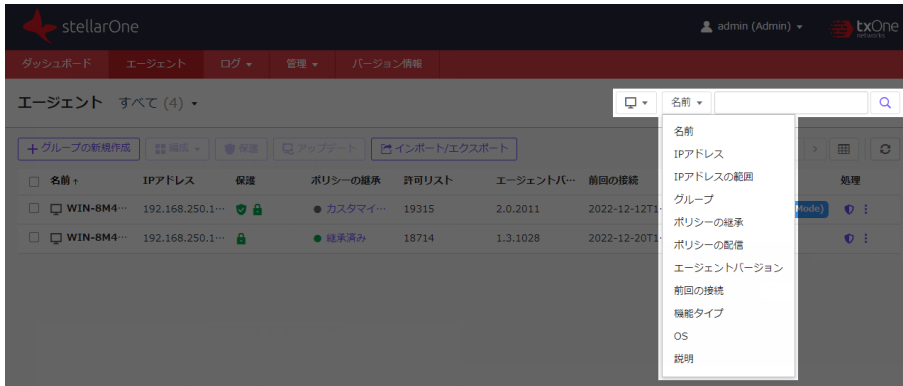 stellarOne
admin (Admin)
txOne
networks
ダッシュボード エージェント ログ 管理 バージョン情報
エージェント すべて (4)
名前
+ グループの新規作成 編成 保護 アップデート インポート/エクスポート
名前↑ IPアドレス 保護 ポリシーの継承 許可リスト エージェントバ… 前回の接続 処理
WIN-8M4… 192.168.250.1… カスタマイ… 19315 2.0.2011 2022-12-12T1 Mode)
WIN-8M4… 192.168.250.1… 継承済み 18714 1.3.1028 2022-12-20T1
名前
IPアドレス
IPアドレスの範囲
グループ
ポリシーの継承
ポリシーの配信
エージェントバージョン
前回の接続
機能タイプ
OS
説明